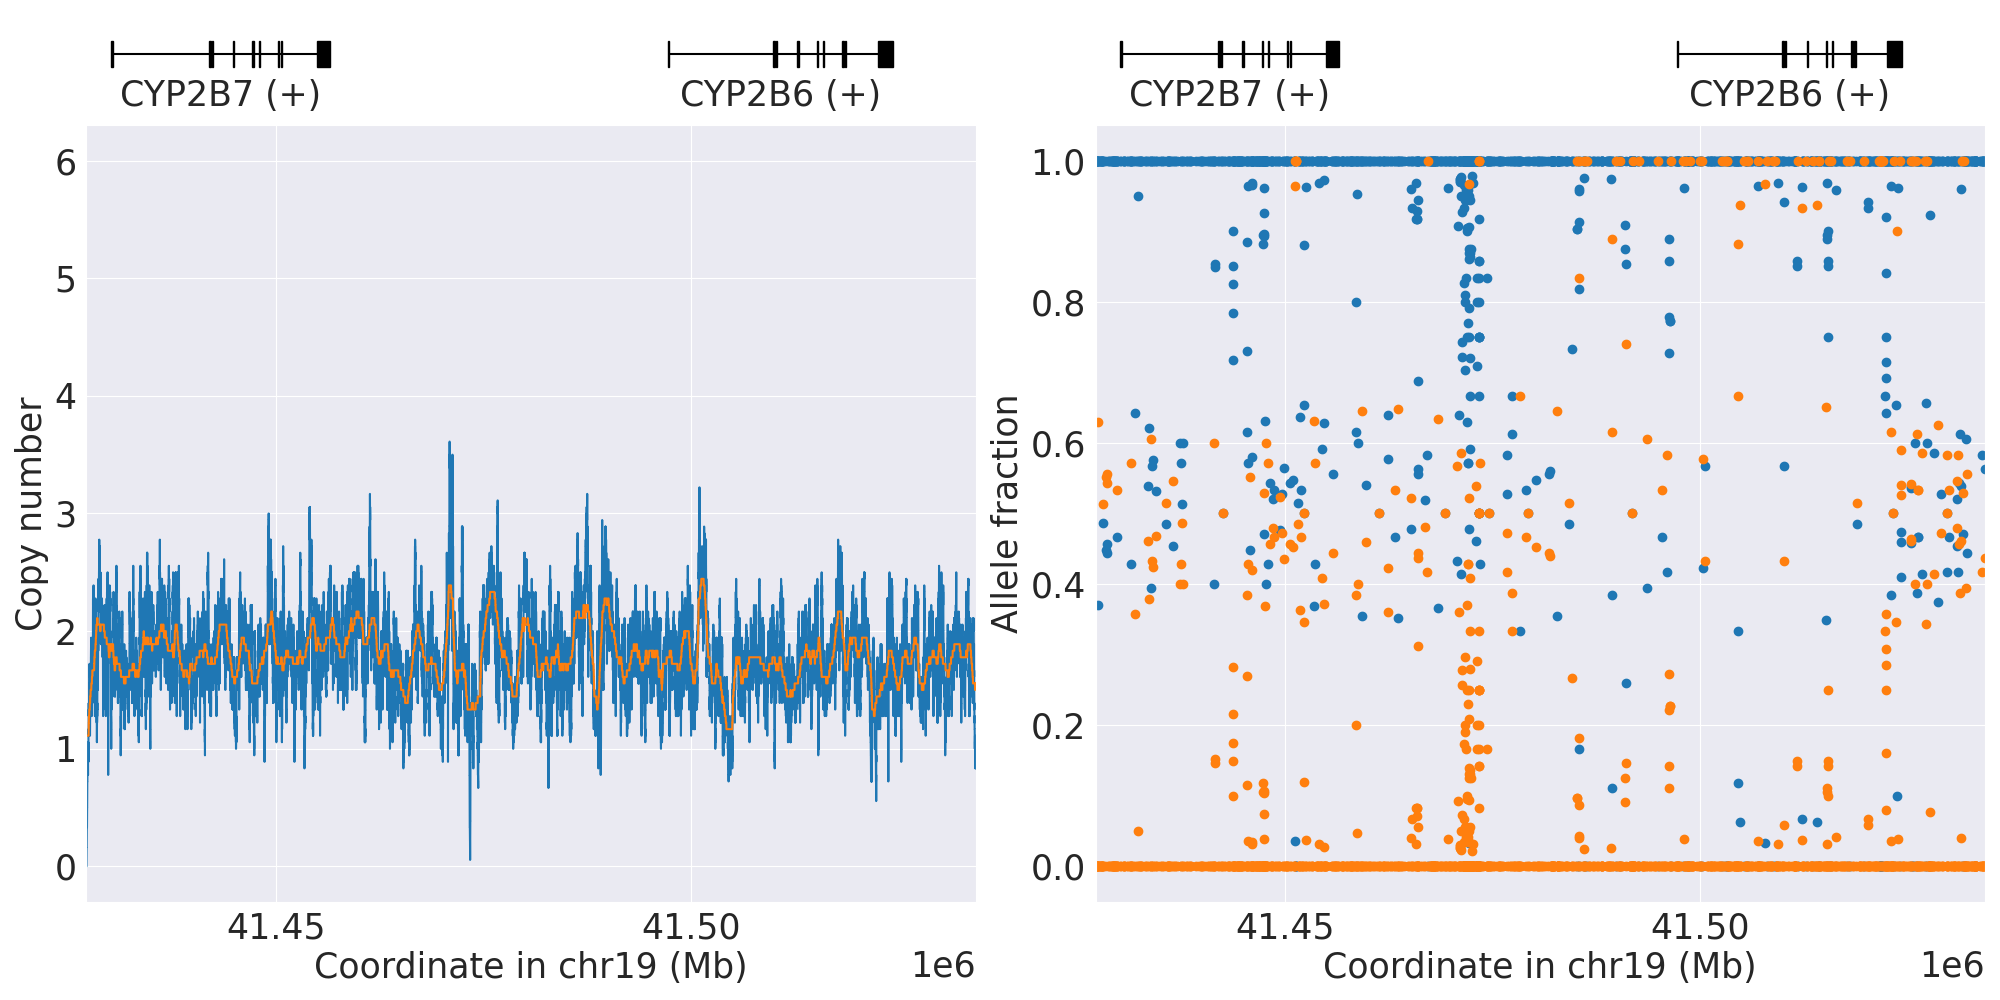 CYP2B7 (+)
CYP2B6 (+)
6
5
4
3
2
1
0
Copy number
41.45
41.50
Coordinate in chr19 (Mb)
1e6
CYP2B7 (+)
CYP2B6 (+)
1.0
0.8
0.6
0.4
0.2
0.0
Allele fraction
41.45
41.50
Coordinate in chr19 (Mb)
1e6